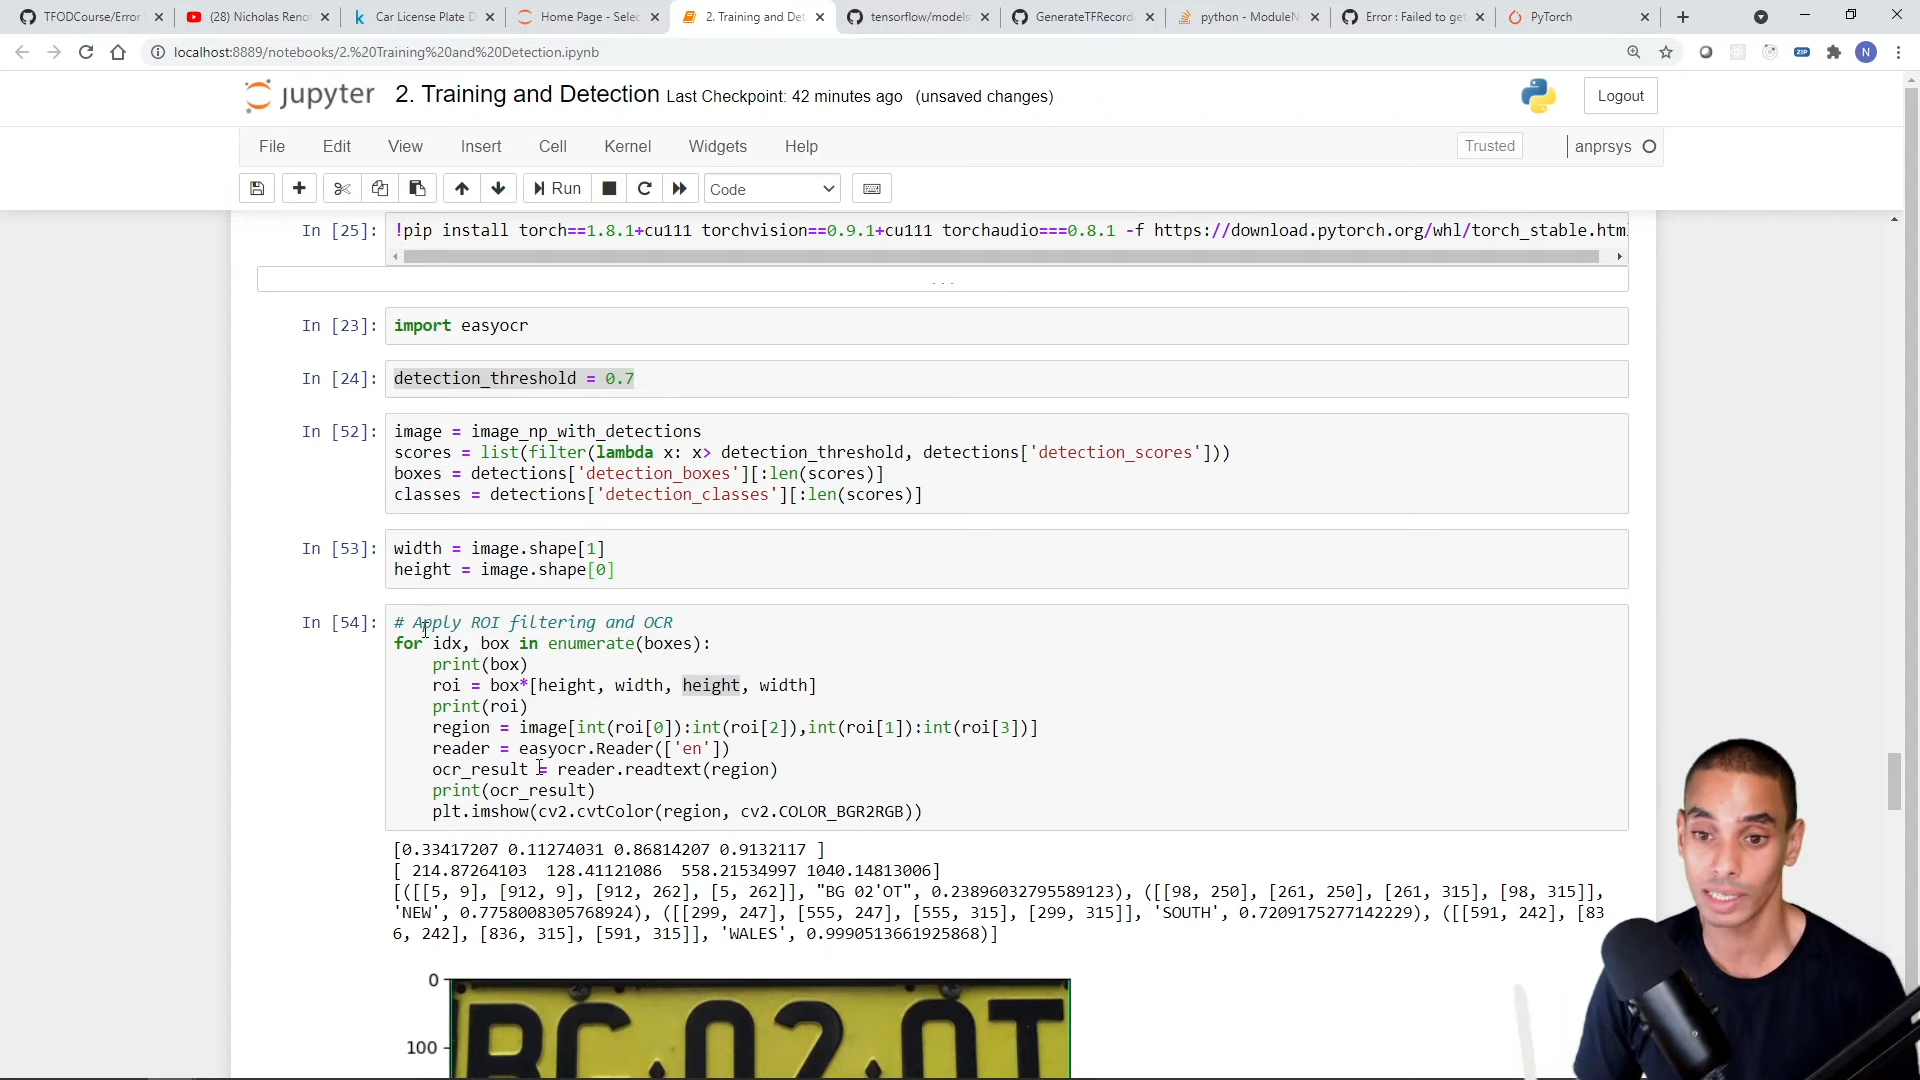 TFODCourse/Error
(28) Nicholas Renot
Car License Plate D
Home Page - Selec
2. Training and Det
tensorflow/models
GenerateTFRecord
python - ModuleN
Error : Failed to get
PyTorch
localhost:8889/notebooks/2.%20Training%20and%20Detection.ipynb
ZIP
N
jupyter 2. Training and Detection Last Checkpoint: 42 minutes ago (unsaved changes)
Logout
File Edit View Insert Cell Kernel Widgets Help
Trusted
anprsys
Run
Code
In [25]: !pip install torch==1.8.1+cu111 torchvision==0.9.1+cu111 torchaudio===0.8.1 -f https://download.pytorch.org/whl/torch_stable.htm
...
In [23]: import easyocr
In [24]: detection_threshold = 0.7
In [52]: image = image_np_with_detections
scores = list(filter(lambda x: x> detection_threshold, detections['detection_scores']))
boxes = detections['detection_boxes'][:len(scores)]
classes = detections['detection_classes'][:len(scores)]
In [53]: width = image.shape[1]
height = image.shape[0]
In [54]: # Apply ROI filtering and OCR
for idx, box in enumerate(boxes):
print(box)
roi = box*[height, width, height, width]
print(roi)
region = image[int(roi[0]):int(roi[2]),int(roi[1]):int(roi[3])]
reader = easyocr.Reader(['en'])
ocr_result = reader.readtext(region)
print(ocr_result)
plt.imshow(cv2.cvtColor(region, cv2.COLOR_BGR2RGB))
[0.33417207 0.11274031 0.86814207 0.9132117 ]
[ 214.87264103 128.41121086 558.21534997 1040.14813006]
[([[5, 9], [912, 9], [912, 262], [5, 262]], "BG 02'OT", 0.23896032795589123), ([[98, 250], [261, 250], [261, 315], [98, 315]],
'NEW', 0.7758008305768924), ([[299, 247], [555, 247], [555, 315], [299, 315]], 'SOUTH', 0.7209175277142229), ([[591, 242], [83
6, 242], [836, 315], [591, 315]], 'WALES', 0.9990513661925868)]
0
100
BG·02·OT